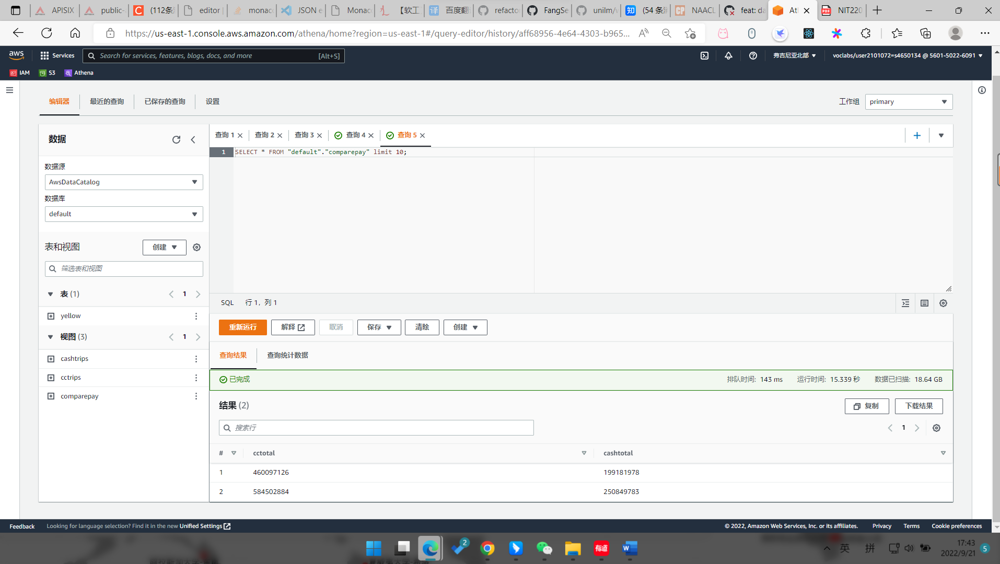 APISIX
public-
(112条
editor
monaco
JSON e
Monac
【软工
百度翻
refacto
FangSe
unilm/
(54 条
NAACL
feat: da
Ath
NIT220
https://us-east-1.console.aws.amazon.com/athena/home?region=us-east-1#/query-editor/history/aff68956-4e64-4303-b965...
aws
Services
Search for services, features, blogs, docs, and more
[Alt+S]
弗吉尼亚北部
voclabs/user2101072=s4650134 @ 5601-5022-6091
IAM
S3
Athena
编辑器
最近的查询
已保存的查询
设置
工作组
primary
数据
数据源
AwsDataCatalog
数据库
default
表和视图
创建
筛选表和视图
表 (1)
1
yellow
视图 (3)
1
cashtrips
cctrips
comparepay
查询 1
查询 2
查询 3
查询 4
查询 5
1
SELECT * FROM "default"."comparepay" limit 10;
SQL
行 1，列 1
重新运行
解释
取消
保存
清除
创建
查询结果
查询统计数据
已完成
排队时间: 143 ms
运行时间: 15.339 秒
数据已扫描: 18.64 GB
结果 (2)
复制
下载结果
搜索行
1
# cctotal cashtotal
1 460097126 199181978
2 584502884 250849783
Feedback
Looking for language selection? Find it in the new Unified Settings
© 2022, Amazon Web Services, Inc. or its affiliates.
Privacy
Terms
Cookie preferences
2
有道
英
拼
17:43
2022/9/21
5